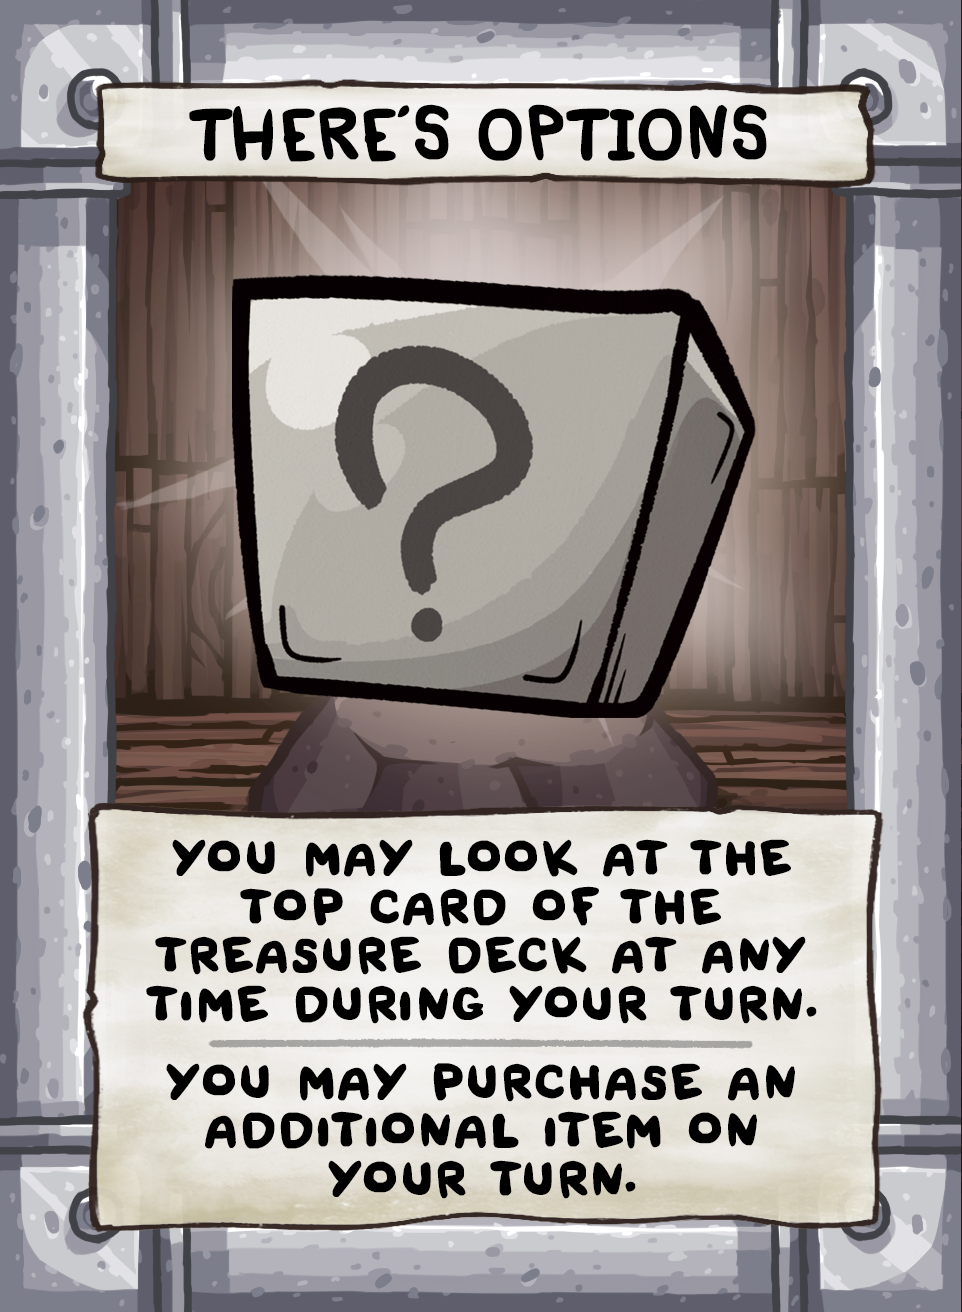 THERE'S OPTIONS
?
YOU MAY LOOK AT THE
TOP CARD OF THE
TREASURE DECK AT ANY
TIME DURING YOUR TURN.
YOU MAY PURCHASE AN
ADDITIONAL ITEM ON
YOUR TURN.